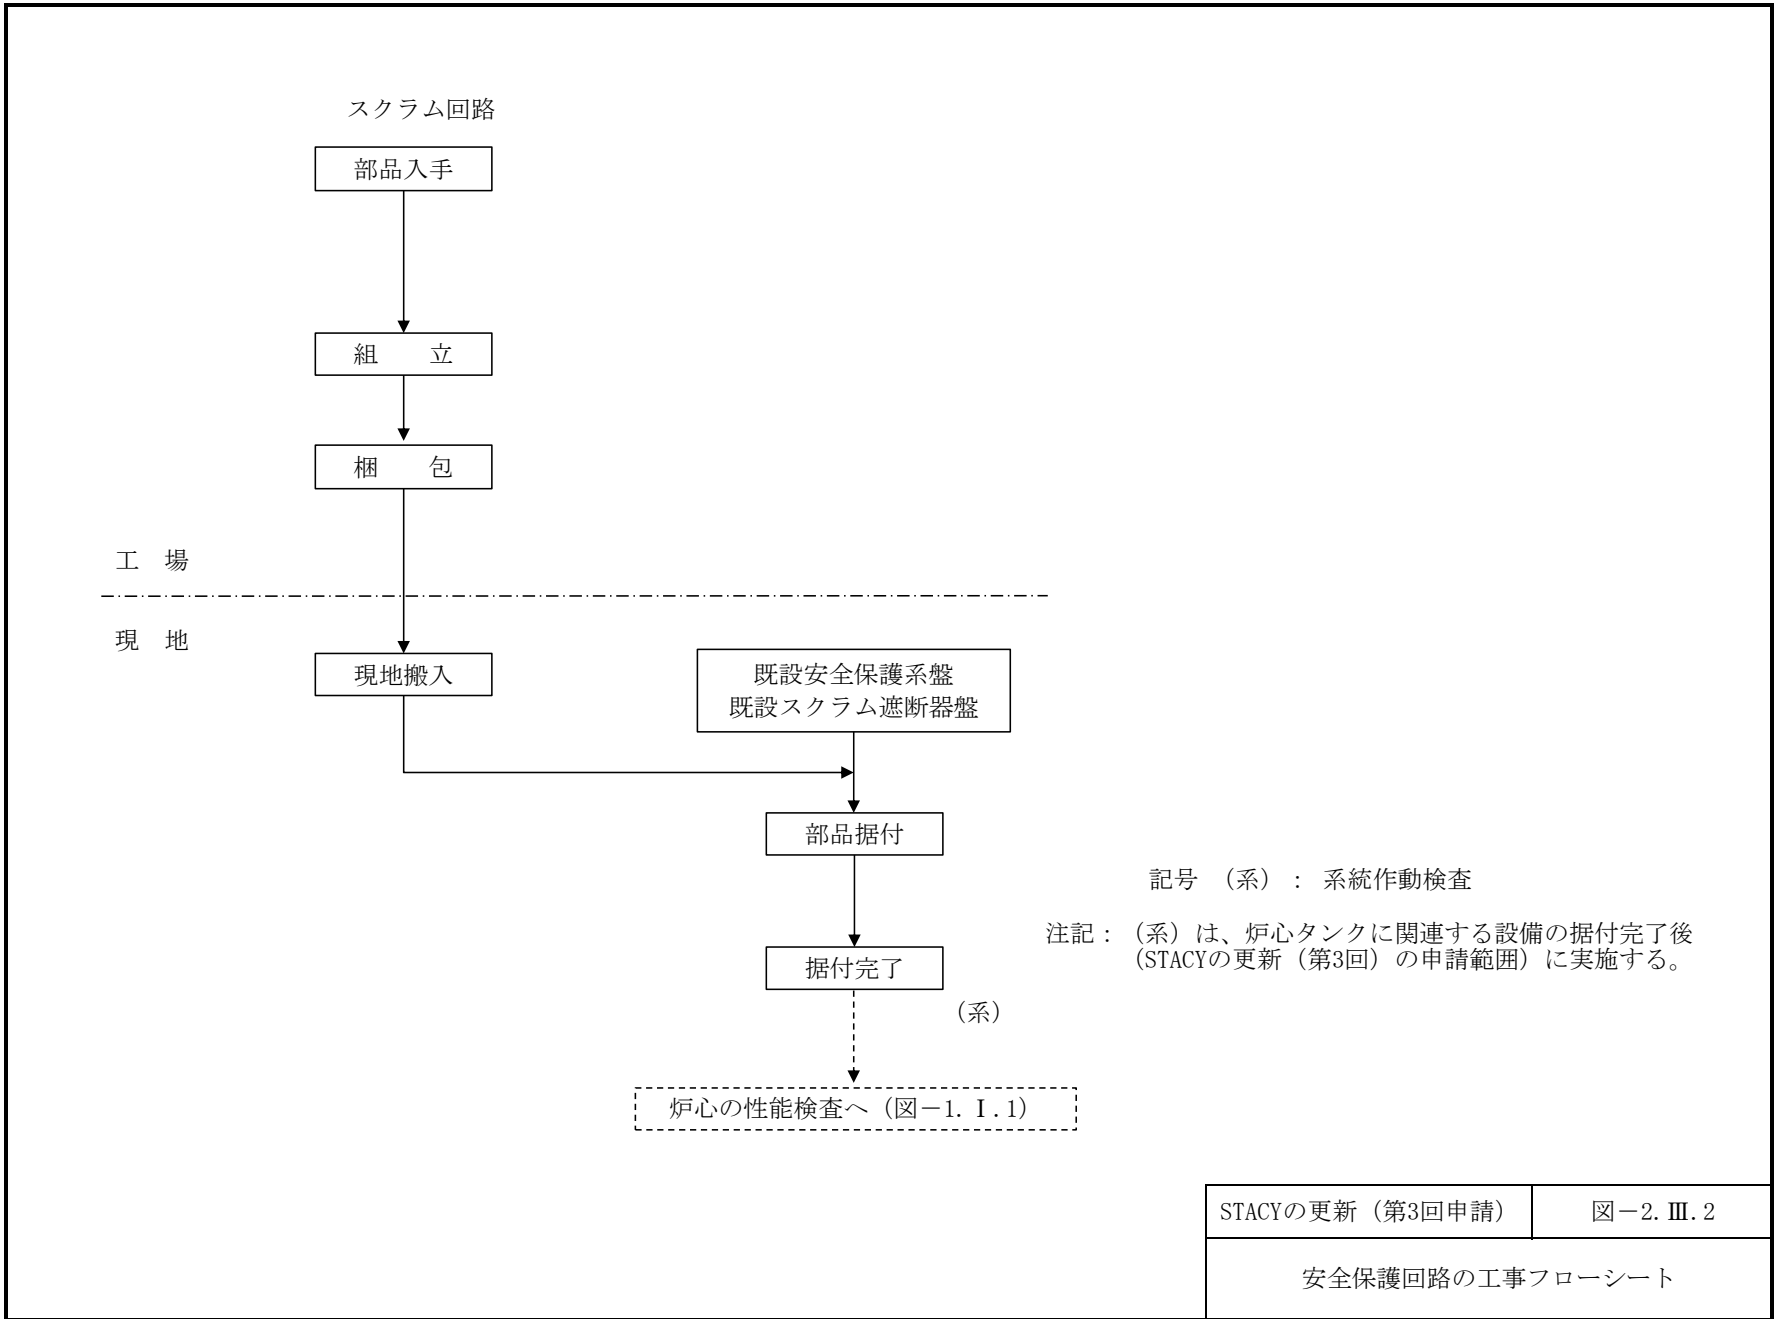 スクラム回路
部品入手
組　立
梱　包
工　場
現　地
現地搬入
既設安全保護系盤
既設スクラム遮断器盤
部品据付
記号　（系）： 系統作動検査
注記：（系）は、炉心タンクに関連する設備の据付完了後
（STACYの更新（第3回）の申請範囲）に実施する。
据付完了
（系）
炉心の性能検査へ（図－1.Ⅰ.1）
STACYの更新（第3回申請）
図－2.Ⅲ.2
安全保護回路の工事フローシート